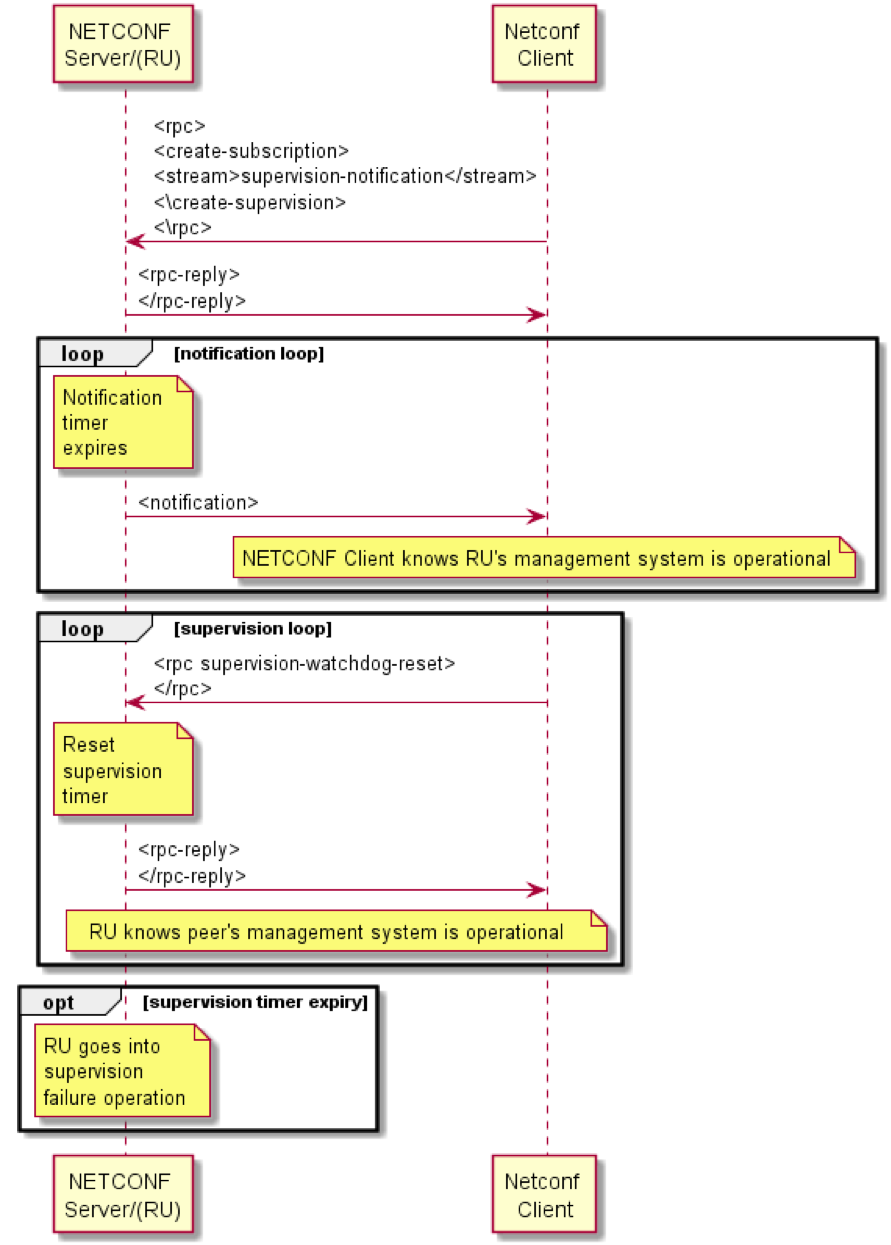 NETCONF
Server/(RU)
Netconf
Client
<rpc>
<create-subscription>
<stream>supervision-notification</stream>
<\create-supervision>
<\rpc>
<rpc-reply>
</rpc-reply>
loop
[notification loop]
Notification
timer
expires
<notification>
NETCONF Client knows RU's management system is operational
loop
[supervision loop]
<rpc supervision-watchdog-reset>
</rpc>
Reset
supervision
timer
<rpc-reply>
</rpc-reply>
RU knows peer's management system is operational
opt
[supervision timer expiry]
RU goes into
supervision
failure operation
NETCONF
Server/(RU)
Netconf
Client